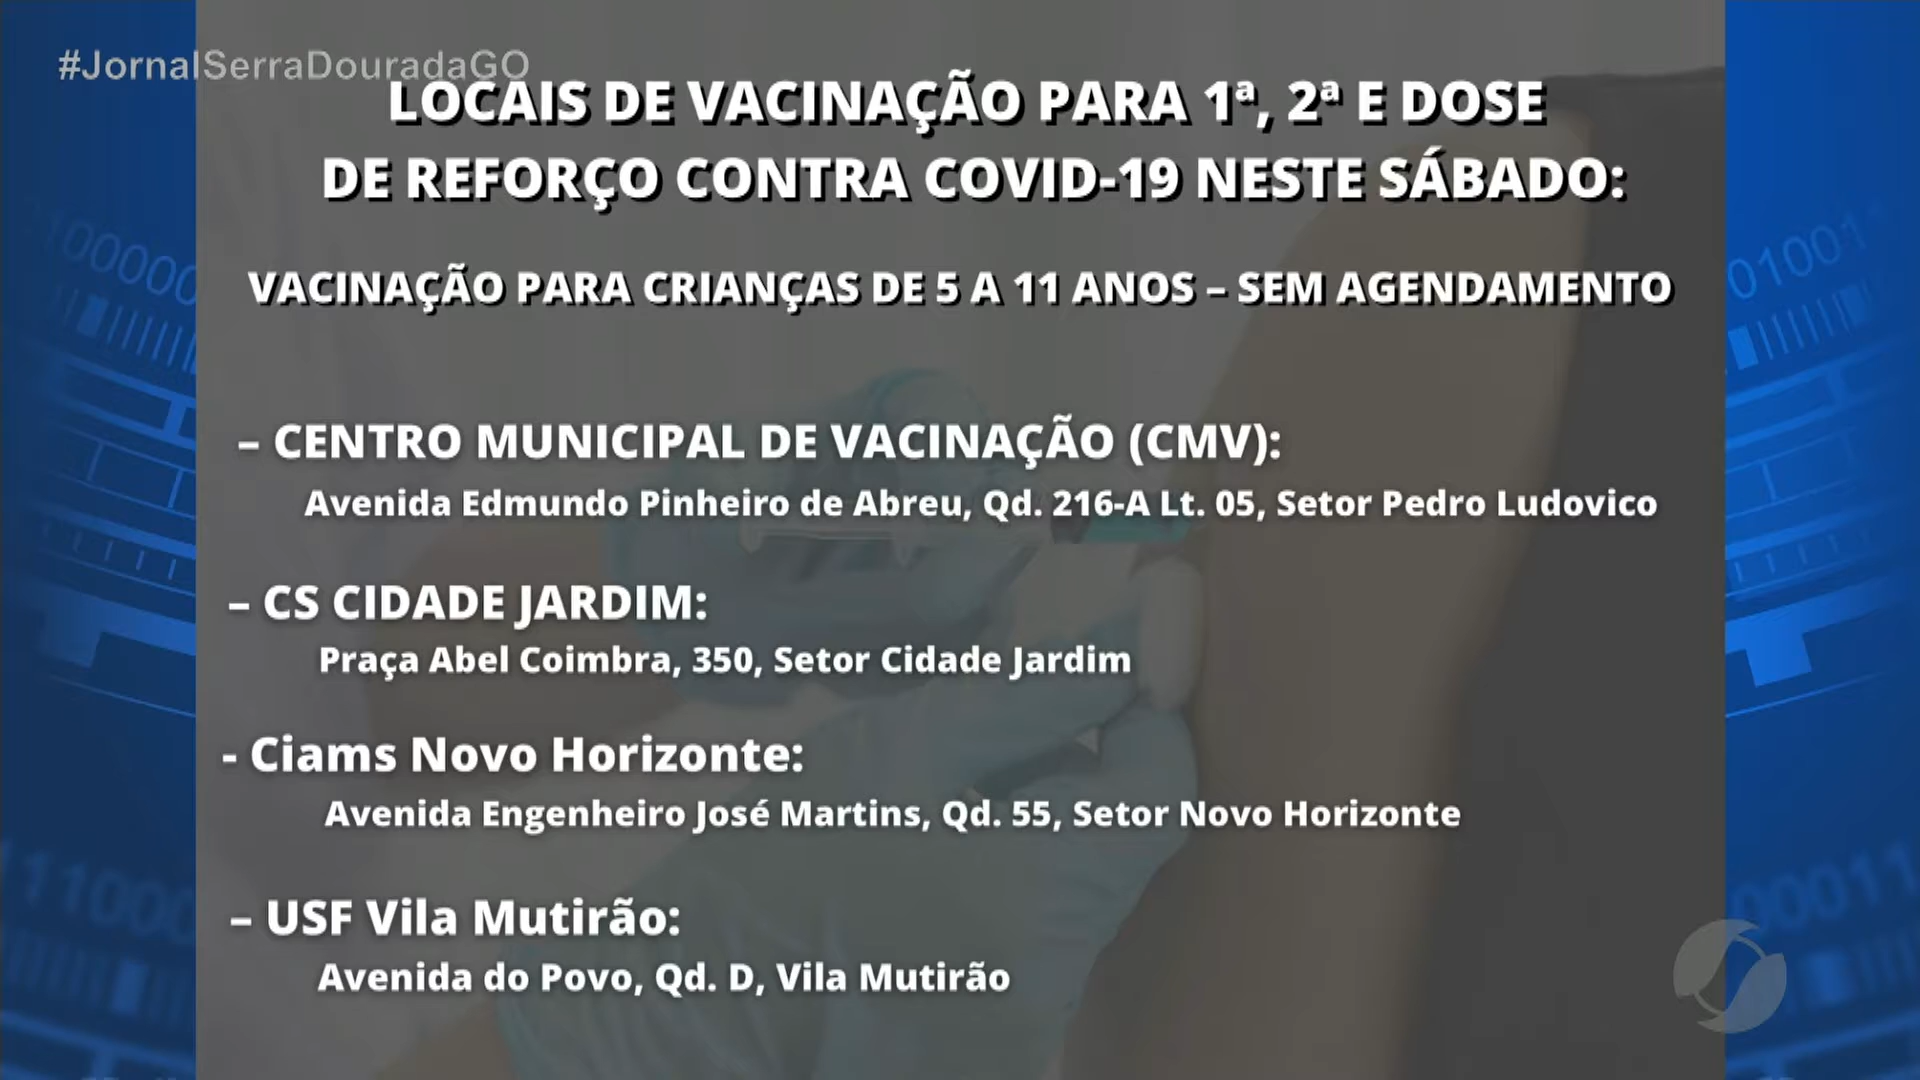 #JornalSerraDouradaGO
LOCAIS DE VACINAÇÃO PARA 1ª, 2ª E DOSE
DE REFORÇO CONTRA COVID-19 NESTE SÁBADO:
VACINAÇÃO PARA CRIANÇAS DE 5 A 11 ANOS – SEM AGENDAMENTO
– CENTRO MUNICIPAL DE VACINAÇÃO (CMV):
Avenida Edmundo Pinheiro de Abreu, Qd. 216-A Lt. 05, Setor Pedro Ludovico
– CS CIDADE JARDIM:
Praça Abel Coimbra, 350, Setor Cidade Jardim
- Ciams Novo Horizonte:
Avenida Engenheiro José Martins, Qd. 55, Setor Novo Horizonte
– USF Vila Mutirão:
Avenida do Povo, Qd. D, Vila Mutirão